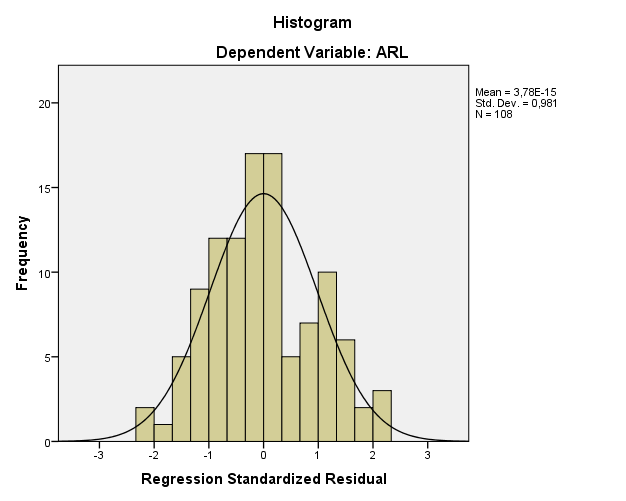 Histogram
Dependent Variable: ARL
Mean = 3,78E-15
Std. Dev. = 0,981
N = 108
Frequency
20
15
10
5
0
-3 -2 -1 0 1 2 3
Regression Standardized Residual